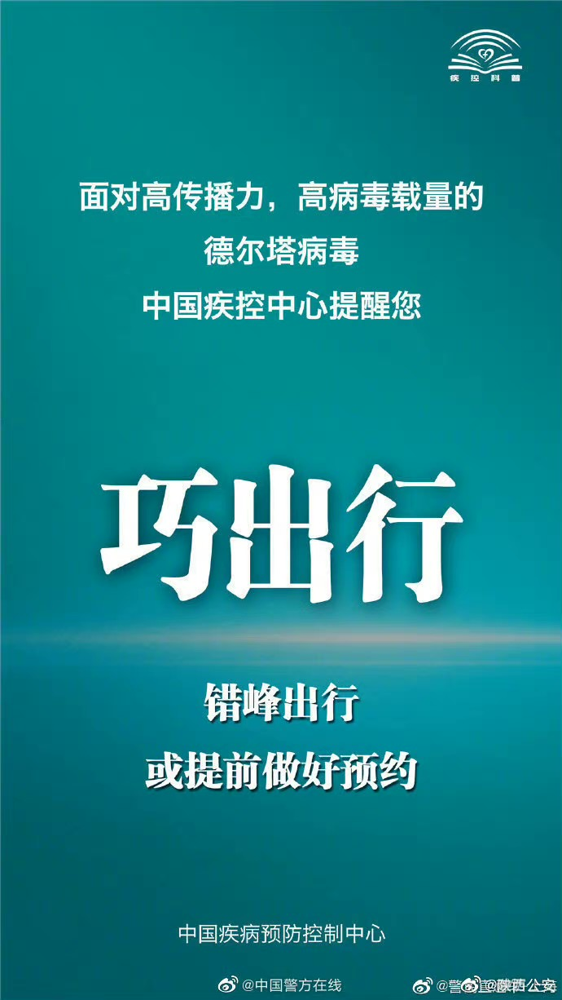 疾控科普
面对高传播力，高病毒载量的
德尔塔病毒
中国疾控中心提醒您
巧出行
错峰出行
或提前做好预约
中国疾病预防控制中心
@中国警方在线